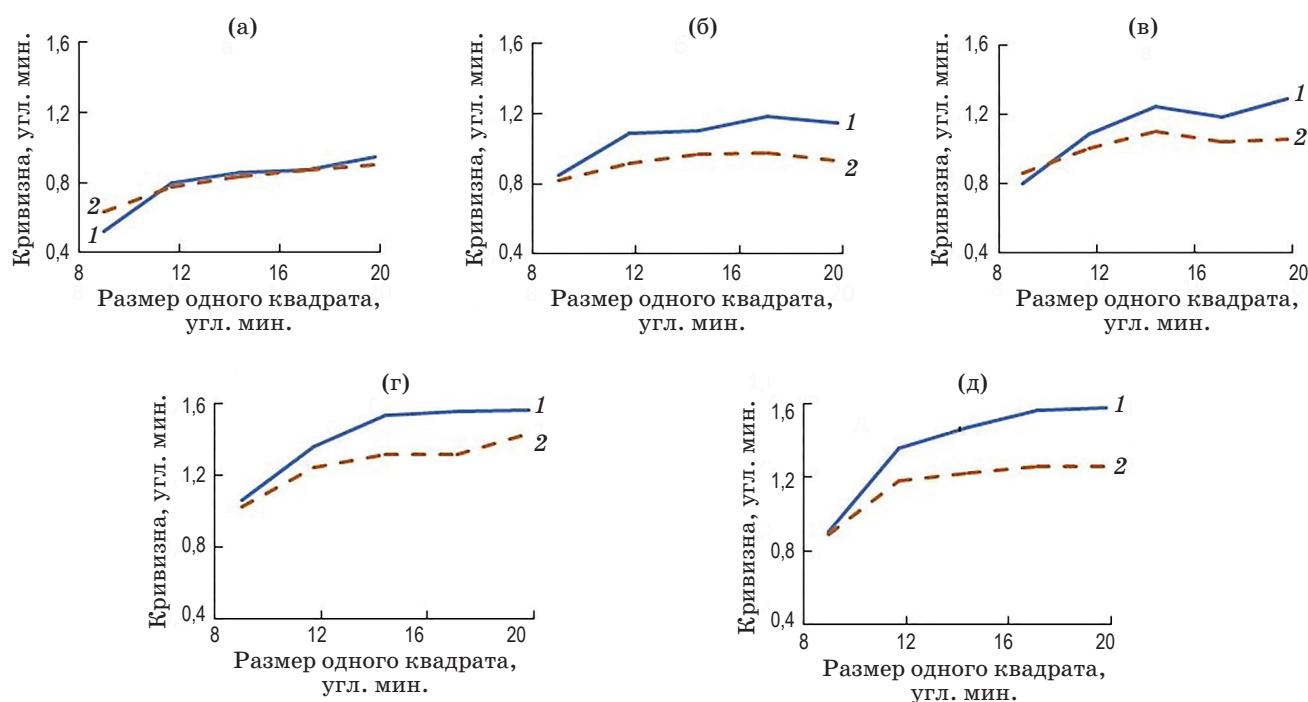 (а)
Кривизна, угл. мин.
1,6
1,2
0,8
0,4
2
1
8
12
16
20
Размер одного квадрата,
угл. мин.
(б)
Кривизна, угл. мин.
1,6
1,2
0,8
0,4
1
2
8
12
16
20
Размер одного квадрата,
угл. мин.
(в)
Кривизна, угл. мин.
1,6
1,2
0,8
0,4
1
2
8
12
16
20
Размер одного квадрата,
угл. мин.
(г)
Кривизна, угл. мин.
1,6
1,2
0,8
0,4
1
2
8
12
16
20
Размер одного квадрата,
угл. мин.
(д)
Кривизна, угл. мин.
1,6
1,2
0,8
0,4
1
2
8
12
16
20
Размер одного квадрата,
угл. мин.